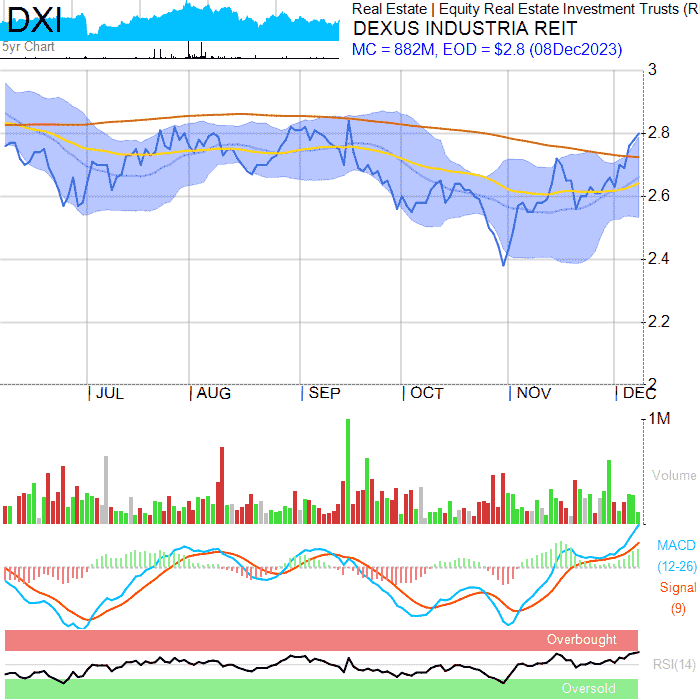 DXI
5yr Chart
Real Estate | Equity Real Estate Investment Trusts (R
DEXUS INDUSTRIA REIT
MC = 882M, EOD = $2.8 (08Dec2023)
3
2.8
2.6
2.4
2.2
2
JUL AUG SEP OCT NOV DEC
1M
Volume
MACD
(12-26)
Signal
(9)
Overbought
RSI(14)
Oversold